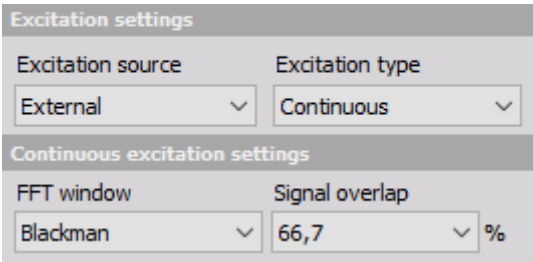 Excitation settings
Excitation source Excitation type
External Continuous
Continuous excitation settings
FFT window Signal overlap
Blackman 66,7 %